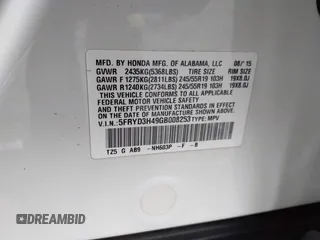 MFD. BY HONDA MFG. OF ALABAMA, LLC 08/'15
GVWR 2435KG(5368LBS) TIRE SIZE RIM SIZE
GAWR F 1275KG(2811LBS) 245/55R19 103H 19X8.0J
GAWR R 1240KG(2734LBS) 245/55R19 103H 19X8.0J
THIS VEHICLE CONFORMS TO ALL APPLICABLE
FEDERAL MOTOR VEHICLE SAFETY AND THEFT
PREVENTION STANDARDS IN EFFECT ON THE DATE OF
MANUFACTURE SHOWN ABOVE.
V.I.N.: 5FRYD3H49GB008253 TYPE: MPV
TZ5 G AB9 -NH603P -F -B
DREAMBID